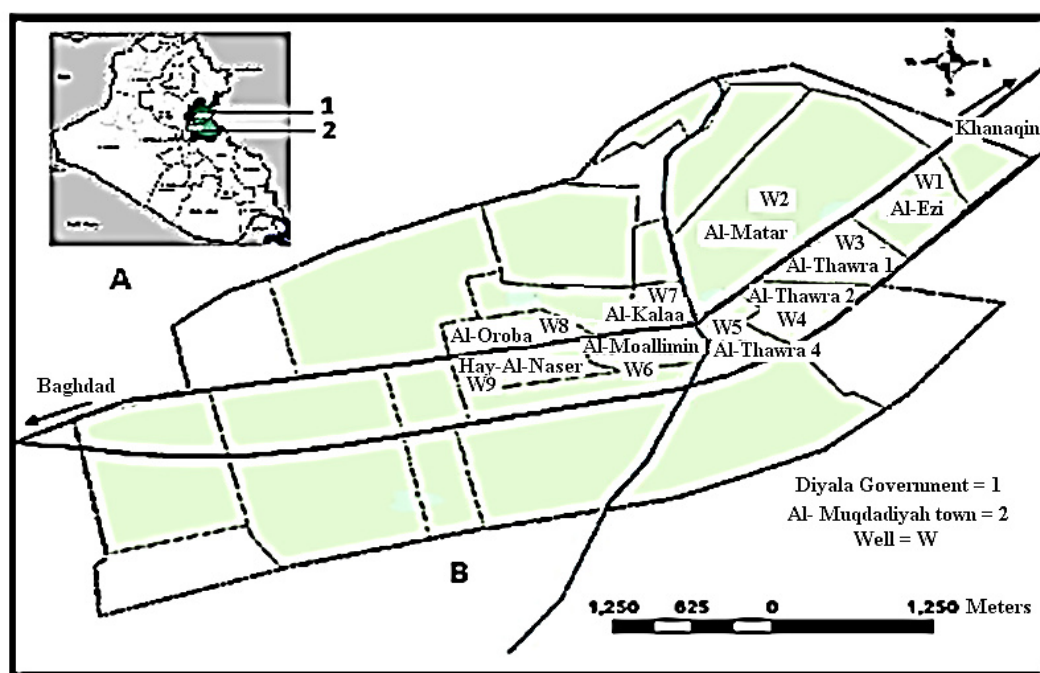 1
2
A
Khanaqin
W1
Al-Ezi
W2
Al-Matar
W3
Al-Thawra 1
Al-Thawra 2
W4
W7
Al-Kalaa
W5
Al-Thawra 4
W8
Al-Oroba
Al-Moallimin
W6
Hay-Al-Naser
W9
Baghdad
Diyala Government = 1
Al- Muqdadiyah town = 2
Well = W
B
1,250 625 0 1,250 Meters